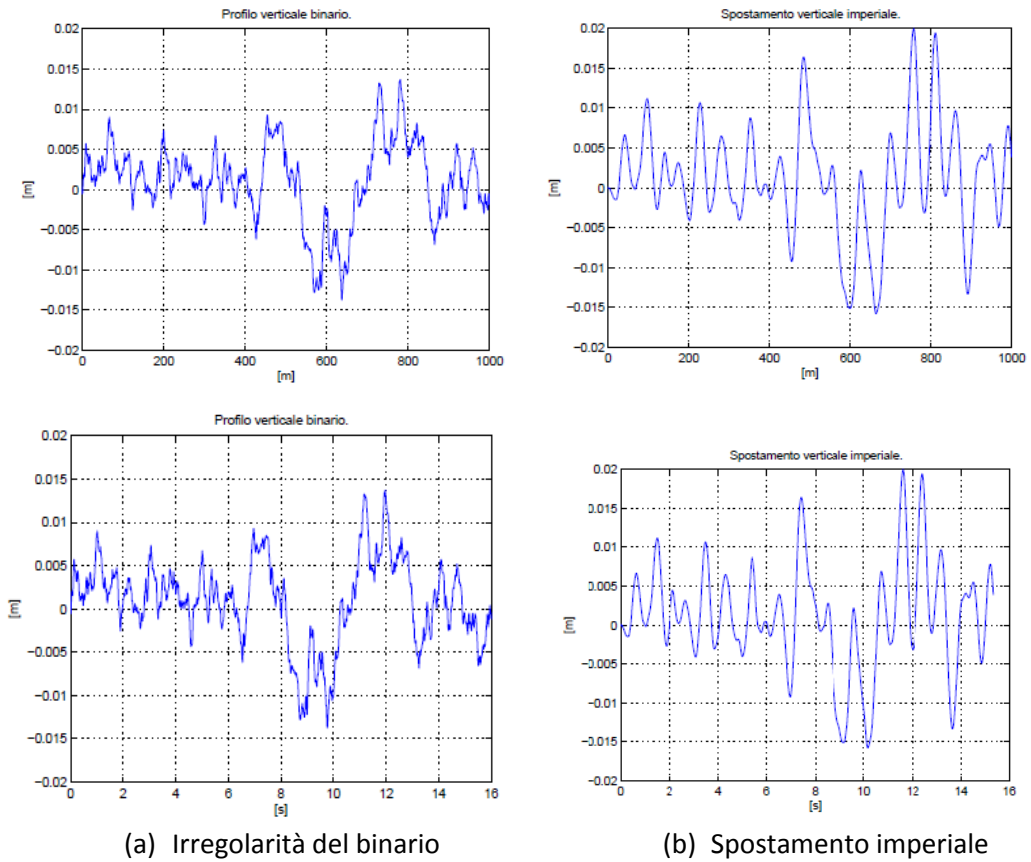 Profilo verticale binario.
0.02
0.015
0.01
0.005
0
−0.005
−0.01
−0.015
−0.02
[m]
0 200 400 600 800 1000
[m]
Spostamento verticale imperiale.
0.02
0.015
0.01
0.005
0
−0.005
−0.01
−0.015
−0.02
[m]
0 200 400 600 800 1000
[m]
Profilo verticale binario.
0.02
0.015
0.01
0.005
0
−0.005
−0.01
−0.015
−0.02
[m]
0 2 4 6 8 10 12 14 16
[s]
Spostamento verticale imperiale.
0.02
0.015
0.01
0.005
0
−0.005
−0.01
−0.015
−0.02
[m]
0 2 4 6 8 10 12 14 16
[s]
(a) Irregolarità del binario
(b) Spostamento imperiale